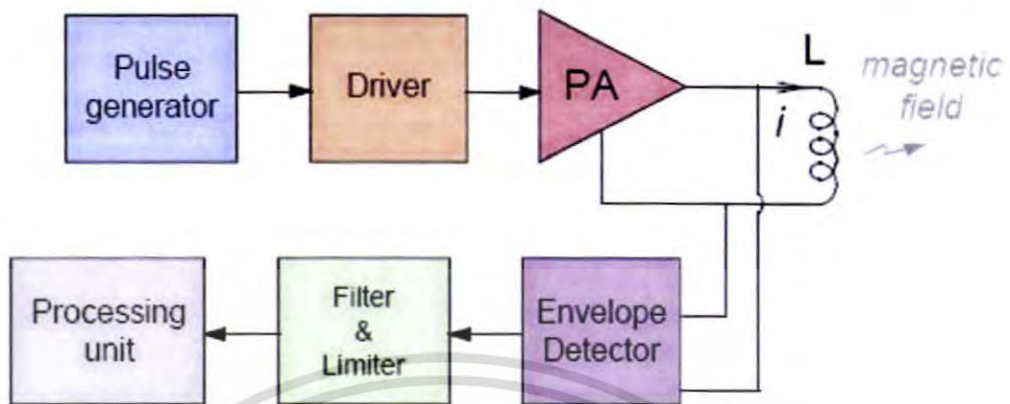 Pulse
generator
Driver
PA
L
i
magnetic
field
Processing
unit
Filter
&
Limiter
Envelope
Detector